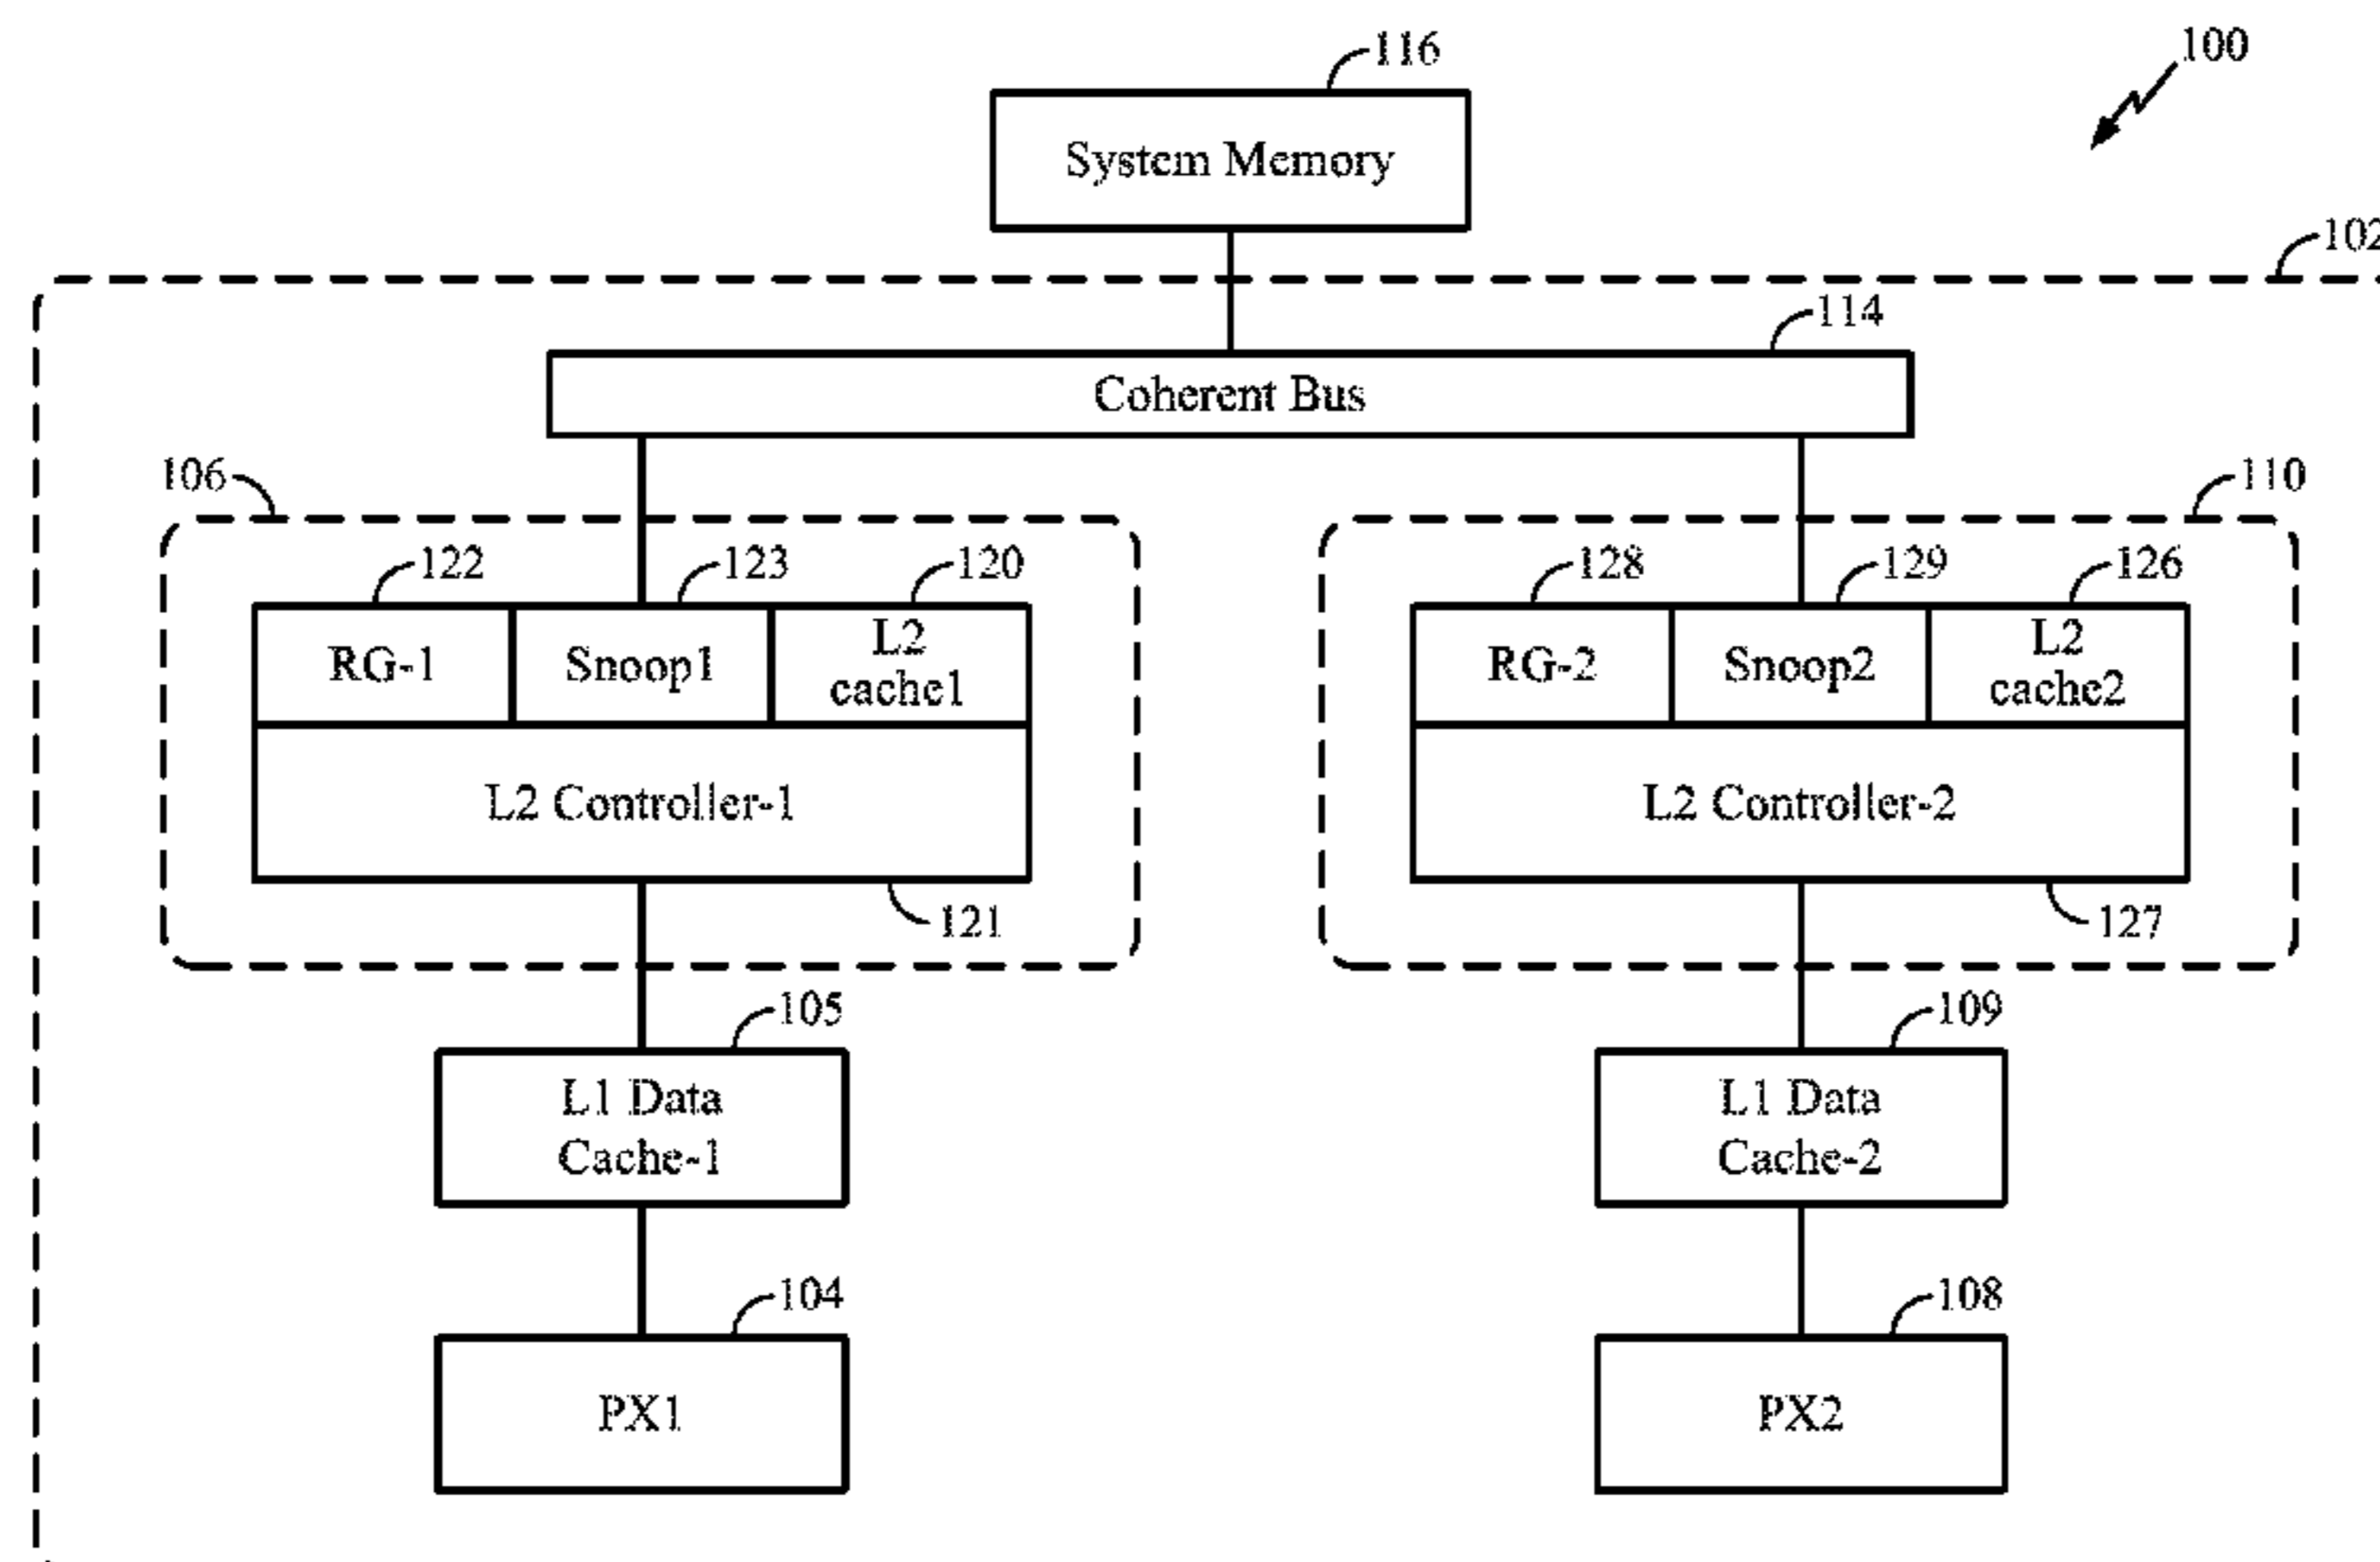 116
100
System Memory
102
114
Coherent Bus
106
110
122
123
120
128
129
126
RG-1
Snoop1
L2
cache1
RG-2
Snoop2
L2
cache2
L2 Controller-1
L2 Controller-2
121
127
105
109
L1 Data
Cache-1
L1 Data
Cache-2
104
108
PX1
PX2